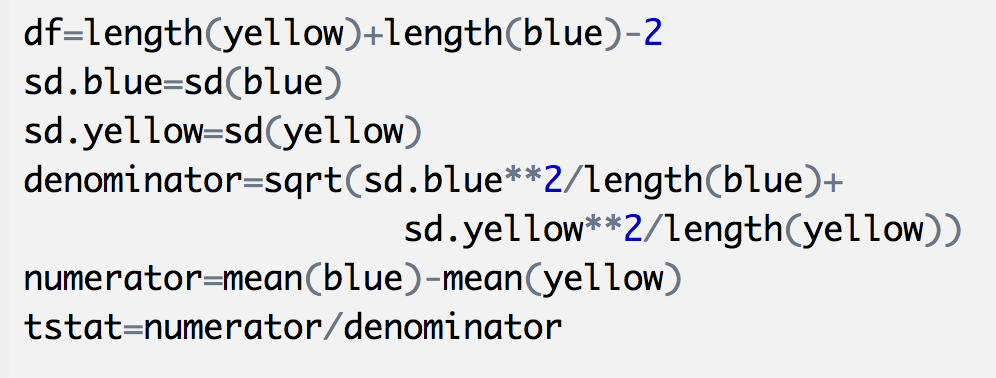 df=length(yellow)+length(blue)-2
sd.blue=sd(blue)
sd.yellow=sd(yellow)
denominator=sqrt(sd.blue**2/length(blue)+
sd.yellow**2/length(yellow))
numerator=mean(blue)-mean(yellow)
tstat=numerator/denominator